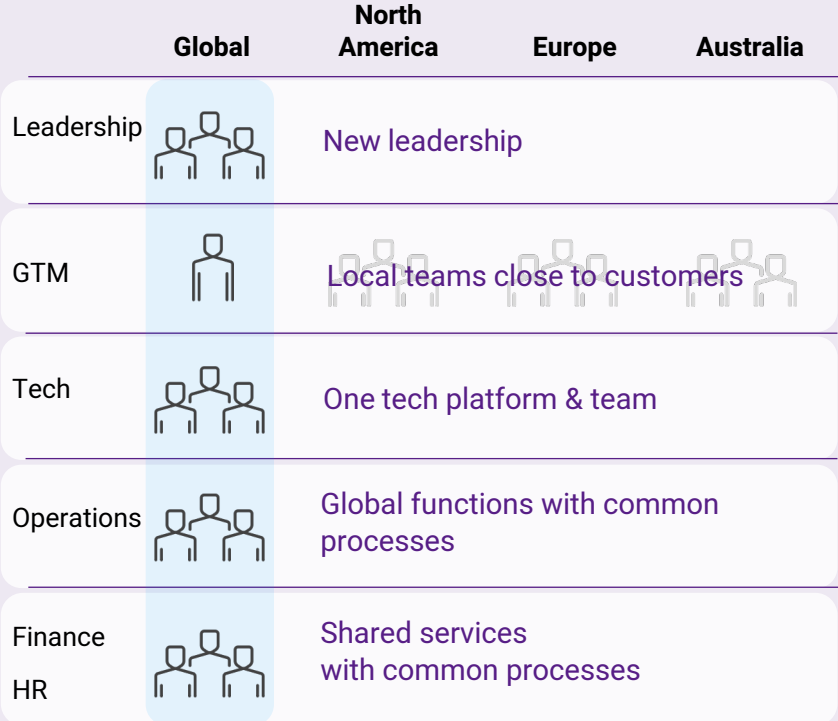 North
Global America Europe Australia
Leadership New leadership
GTM Local teams close to customers
Tech One tech platform & team
Operations Global functions with common
processes
Finance Shared services
with common processes
HR